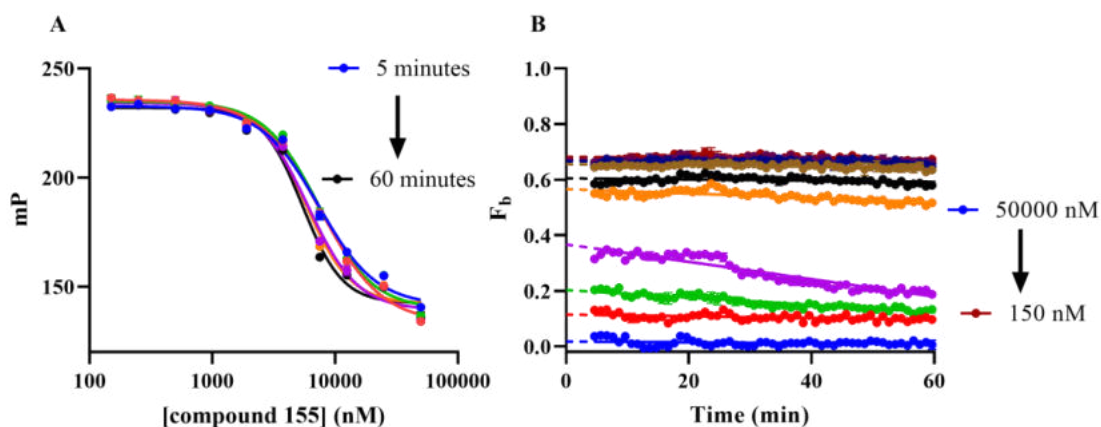 A
250
200
150
mP
5 minutes
60 minutes
100
1000
10000
100000
[compound 155] (nM)
B
1.0
0.8
0.6
0.4
0.2
0.0
Fb
50000 nM
150 nM
0
20
40
60
Time (min)